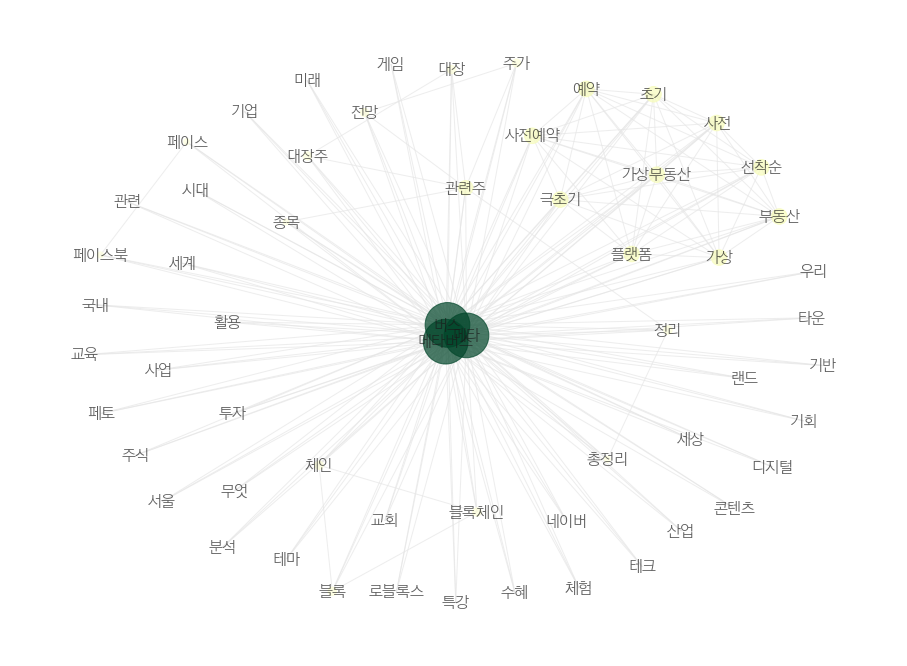 주가
게임
대장
미래
예약
초기
기업
전망
사전
사전예약
페이스
대장주
선착순
가상부동산
시대
관련주
관련
극초기
부동산
종목
페이스북
플랫폼
가상
세계
우리
국내
타운
활용
정리
메타버스
교육
기반
사업
랜드
페토
투자
기회
세상
주식
체인
총정리
디지털
무엇
서울
콘텐츠
블록체인
교회
네이버
산업
분석
테마
테크
체험
블록
로블록스
수혜
특강